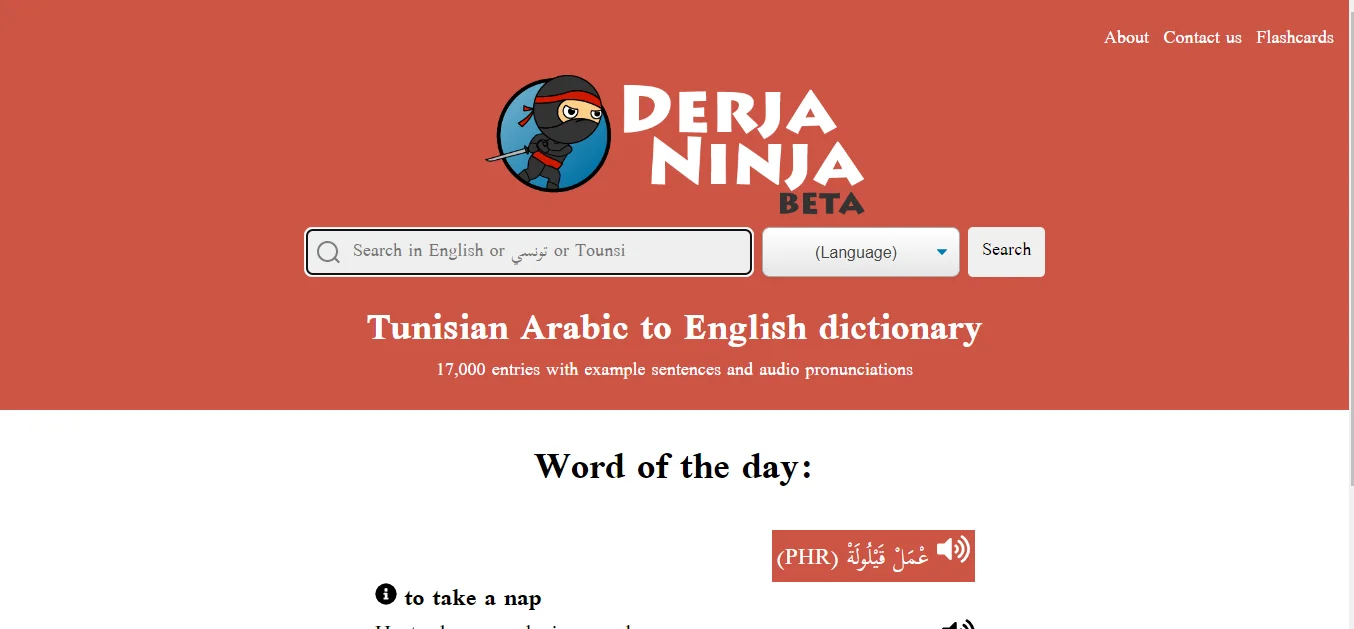 About Contact us Flashcards
DERJA
NINJA
BETA
Search in English or تونسي or Tounsi
(Language)
Search
Tunisian Arabic to English dictionary
17,000 entries with example sentences and audio pronunciations
Word of the day:
عْمَلْ قَيْلُولَةْ (PHR)
to take a nap